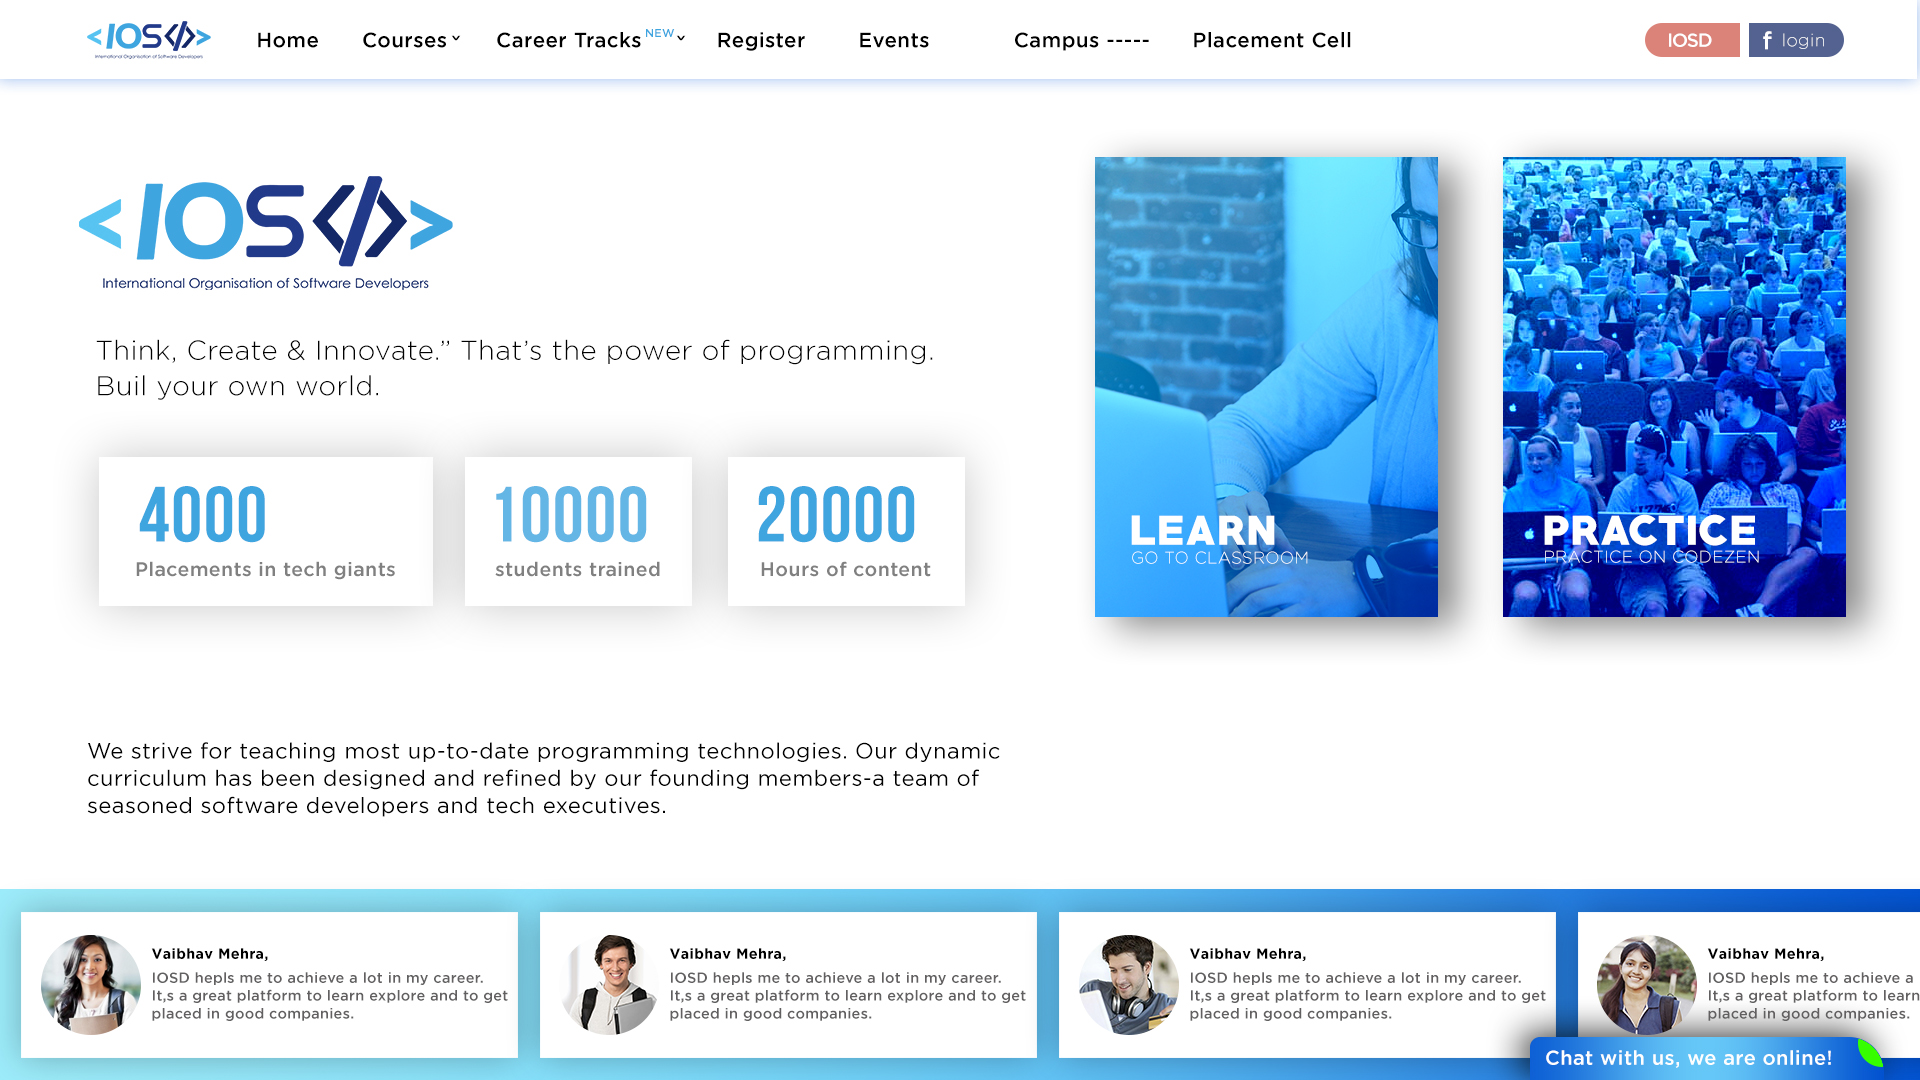 <IOS</>>
International Organisation of Software Developers
Home
Courses
Career Tracks NEW
Register
Events
Campus -----
Placement Cell
IOSD
f login
<IOS</>>
International Organisation of Software Developers
Think, Create & Innovate.” That’s the power of programming.
Buil your own world.
4000
Placements in tech giants
10000
students trained
20000
Hours of content
LEARN
GO TO CLASSROOM
PRACTICE
PRACTICE ON CODEZEN
We strive for teaching most up-to-date programming technologies. Our dynamic
curriculum has been designed and refined by our founding members-a team of
seasoned software developers and tech executives.
Vaibhav Mehra,
IOSD hepls me to achieve a lot in my career.
It,s a great platform to learn explore and to get
placed in good companies.
Vaibhav Mehra,
IOSD hepls me to achieve a lot in my career.
It,s a great platform to learn explore and to get
placed in good companies.
Vaibhav Mehra,
IOSD hepls me to achieve a lot in my career.
It,s a great platform to learn explore and to get
placed in good companies.
Vaibhav Mehra,
IOSD hepls me to achieve a
It,s a great platform to learn
placed in good companies.
Chat with us, we are online!